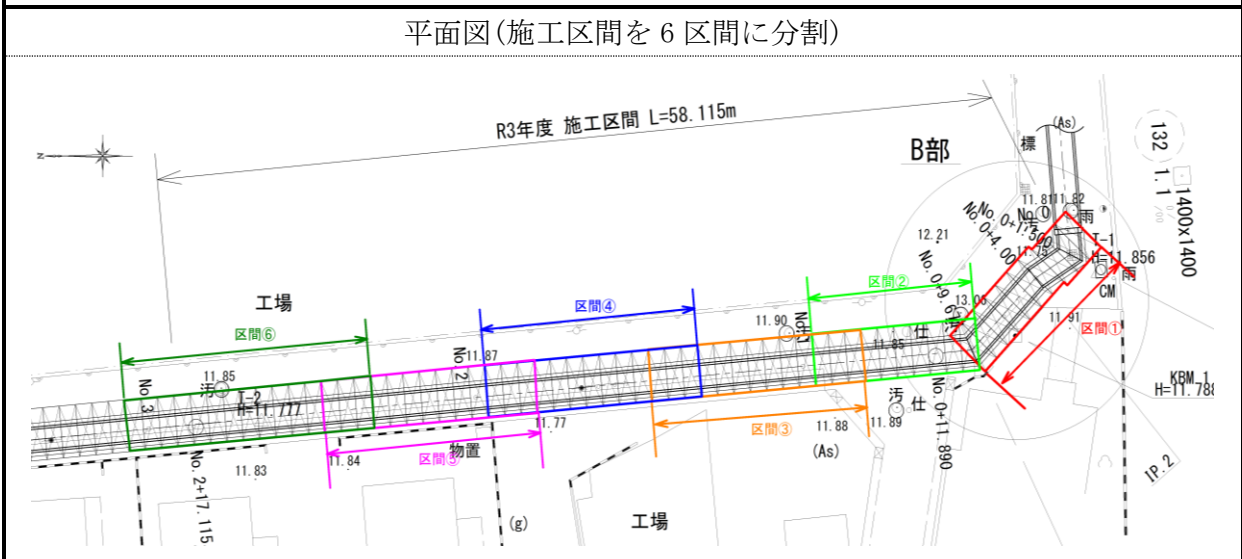 平面図(施工区間を 6 区間に分割)
R3年度 施工区間 L=58.115m
B部
(As)
標
132
1.1
1400x1400
N
11.81
11.82
No.0
雨
No.0+1.500
No.0+4.00
11.75
T-1
H=11.856
雨
CM
12.21
区間②
13.06
11.91
区間①
工場
区間⑥
区間④
11.90
仕
11.85
No.2
11.87
KBM.1
H=11.788
11.85
汚
No.3
T-2
H=11.777
汚
仕
No.0+11.890
11.77
区間③
11.88
11.89
物置
区間⑤
11.84
11.83
(As)
IP.2
No.2+17.115
(g)
工場